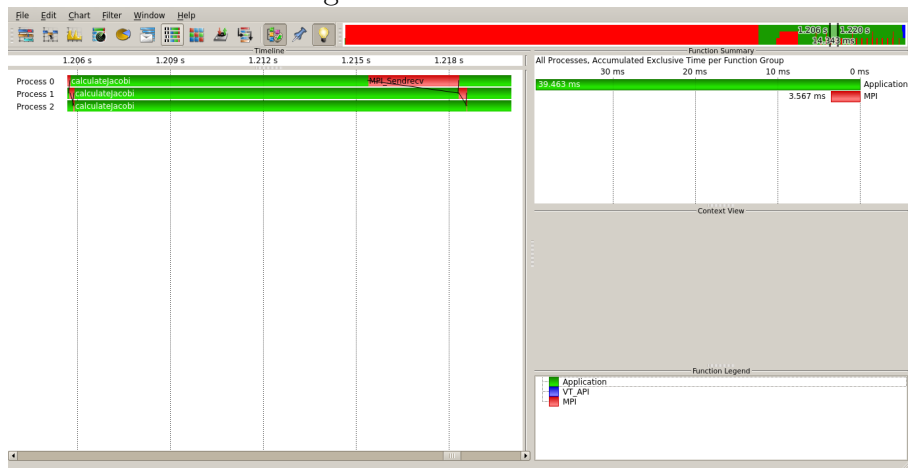 File Edit Chart Filter Window Help
1.206 s 1.220 s
14.343 ms
Timeline
1.206 s 1.209 s 1.212 s 1.215 s 1.218 s
Process 0 calculateJacobi MPI_Sendrecv
Process 1 calculateJacobi
Process 2 calculateJacobi
Function Summary
All Processes, Accumulated Exclusive Time per Function Group
30 ms 20 ms 10 ms 0 ms
39.463 ms Application
3.567 ms MPI
Context View
Function Legend
Application
VT_API
MPI